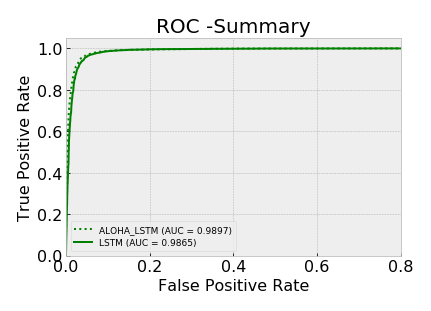 ROC -Summary
True Positive Rate
1.0
0.8
0.6
0.4
0.2
0.0
ALOHA_LSTM (AUC = 0.9897)
LSTM (AUC = 0.9865)
0.0 0.2 0.4 0.6 0.8
False Positive Rate